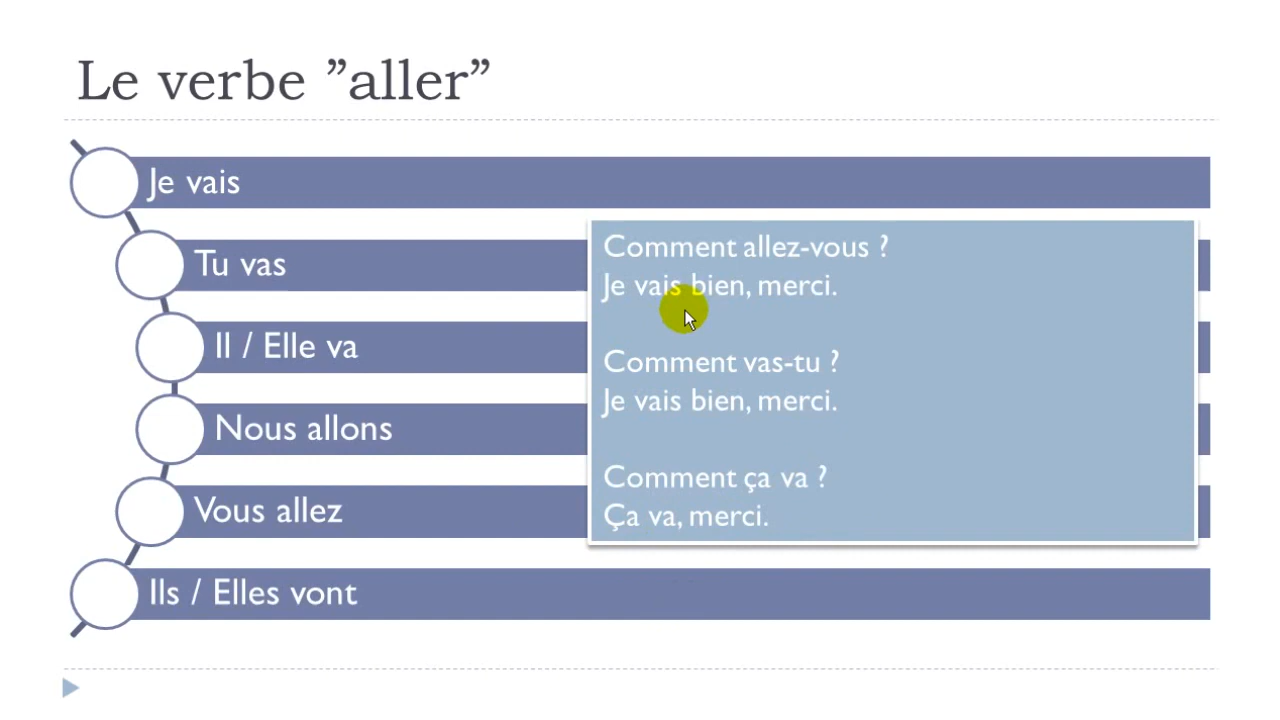 Le verbe ”aller”
Je vais
Tu vas
Il / Elle va
Nous allons
Vous allez
Ils / Elles vont
Comment allez-vous ?
Je vais bien, merci.
Comment vas-tu ?
Je vais bien, merci.
Comment ça va ?
Ça va, merci.